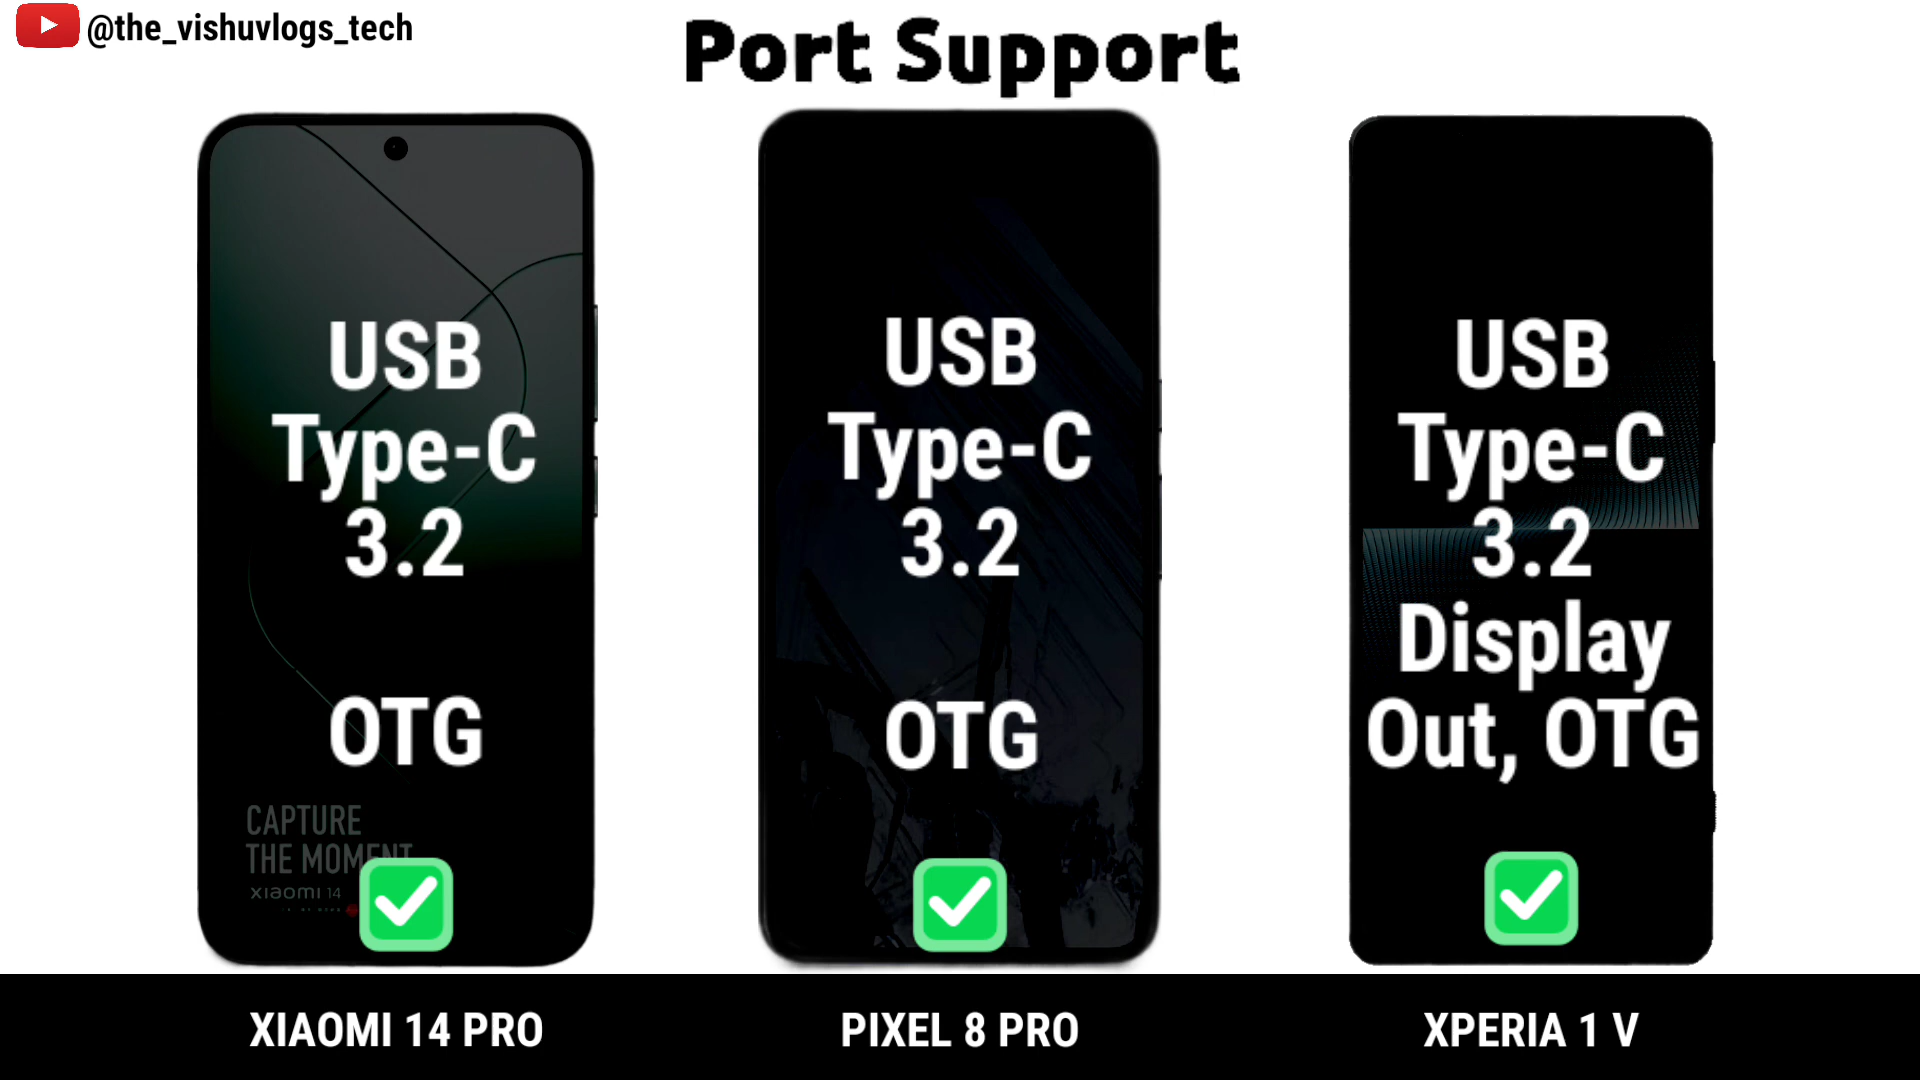 @the_vishuvlogs_tech
Port Support
USB
Type-C
3.2
OTG
CAPTURE
THE MOMENT
xiaomi 14
USB
Type-C
3.2
OTG
USB
Type-C
3.2
Display
Out, OTG
XIAOMI 14 PRO
PIXEL 8 PRO
XPERIA 1 V